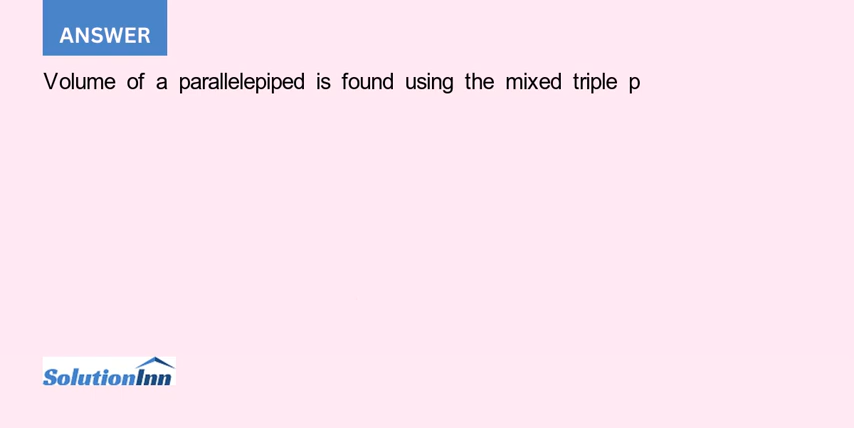 ANSWER
Volume of a parallelepiped is found using the mixed triple p
SolutionInn